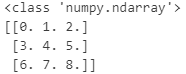 <class 'numpy.ndarray'>
[[0. 1. 2.]
 [3. 4. 5.]
 [6. 7. 8.]]